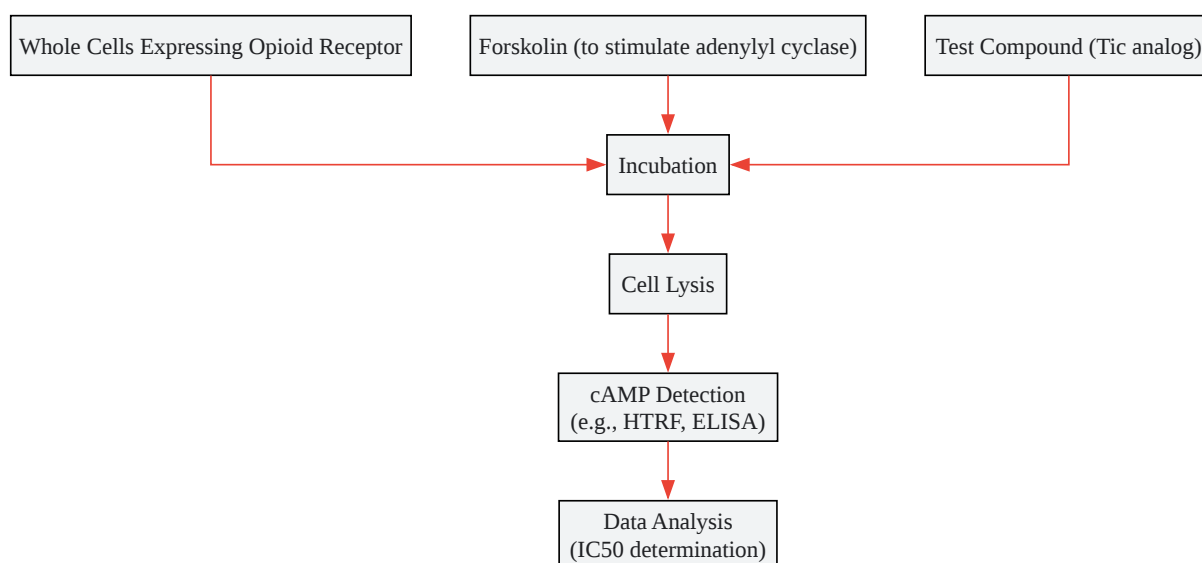 Whole Cells Expressing Opioid Receptor
Forskolin (to stimulate adenylyl cyclase)
Test Compound (Tic analog)
Incubation
Cell Lysis
cAMP Detection
(e.g., HTRF, ELISA)
Data Analysis
(IC50 determination)